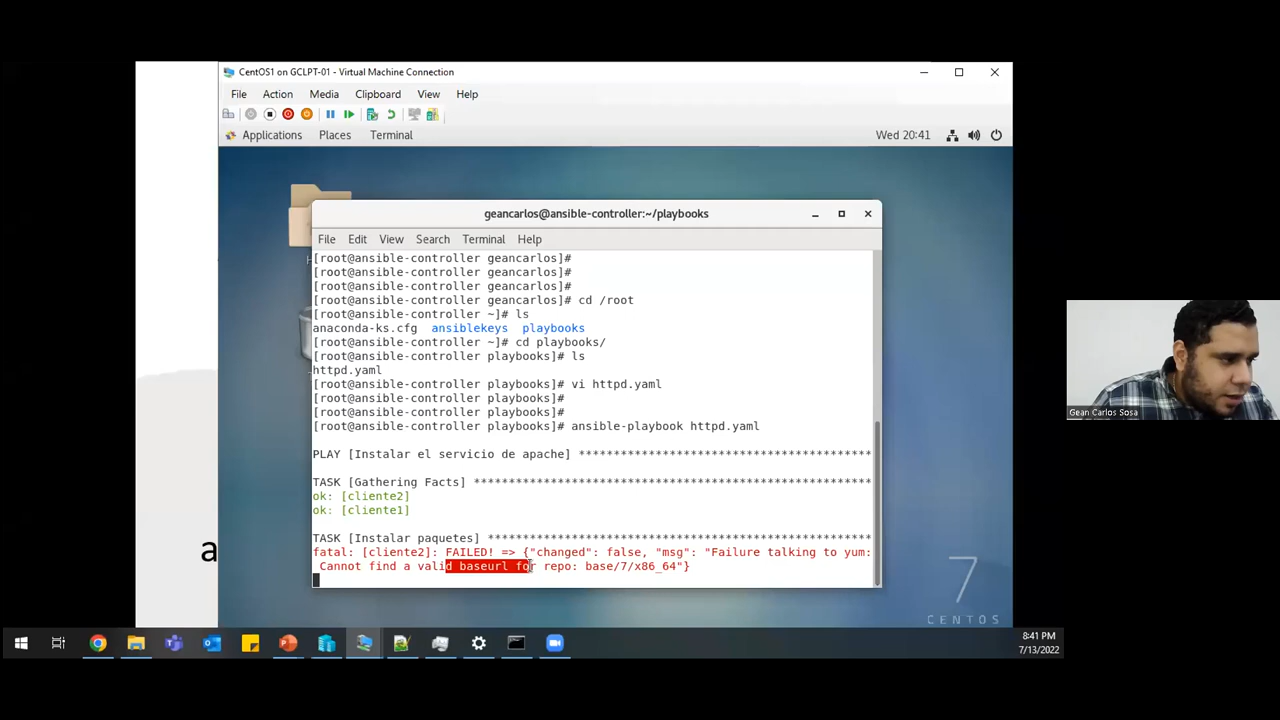 CentOS1 on GCLPT-01 - Virtual Machine Connection
File Action Media Clipboard View Help
Applications Places Terminal Wed 20:41
geancarlos@ansible-controller:~/playbooks
File Edit View Search Terminal Help
[root@ansible-controller geancarlos]#
[root@ansible-controller geancarlos]#
[root@ansible-controller geancarlos]#
[root@ansible-controller geancarlos]# cd /root
[root@ansible-controller ~]# ls
anaconda-ks.cfg ansiblekeys playbooks
[root@ansible-controller ~]# cd playbooks/
[root@ansible-controller playbooks]# ls
httpd.yaml
[root@ansible-controller playbooks]# vi httpd.yaml
[root@ansible-controller playbooks]#
[root@ansible-controller playbooks]#
[root@ansible-controller playbooks]# ansible-playbook httpd.yaml
PLAY [Instalar el servicio de apache] ******************************************
TASK [Gathering Facts] *********************************************************
ok: [cliente2]
ok: [cliente1]
TASK [Instalar paquetes] *******************************************************
fatal: [cliente2]: FAILED! => {"changed": false, "msg": "Failure talking to yum:
Cannot find a valid baseurl for repo: base/7/x86_64"}
a
7
CENTOS
Gean Carlos Sosa
8:41 PM
7/13/2022